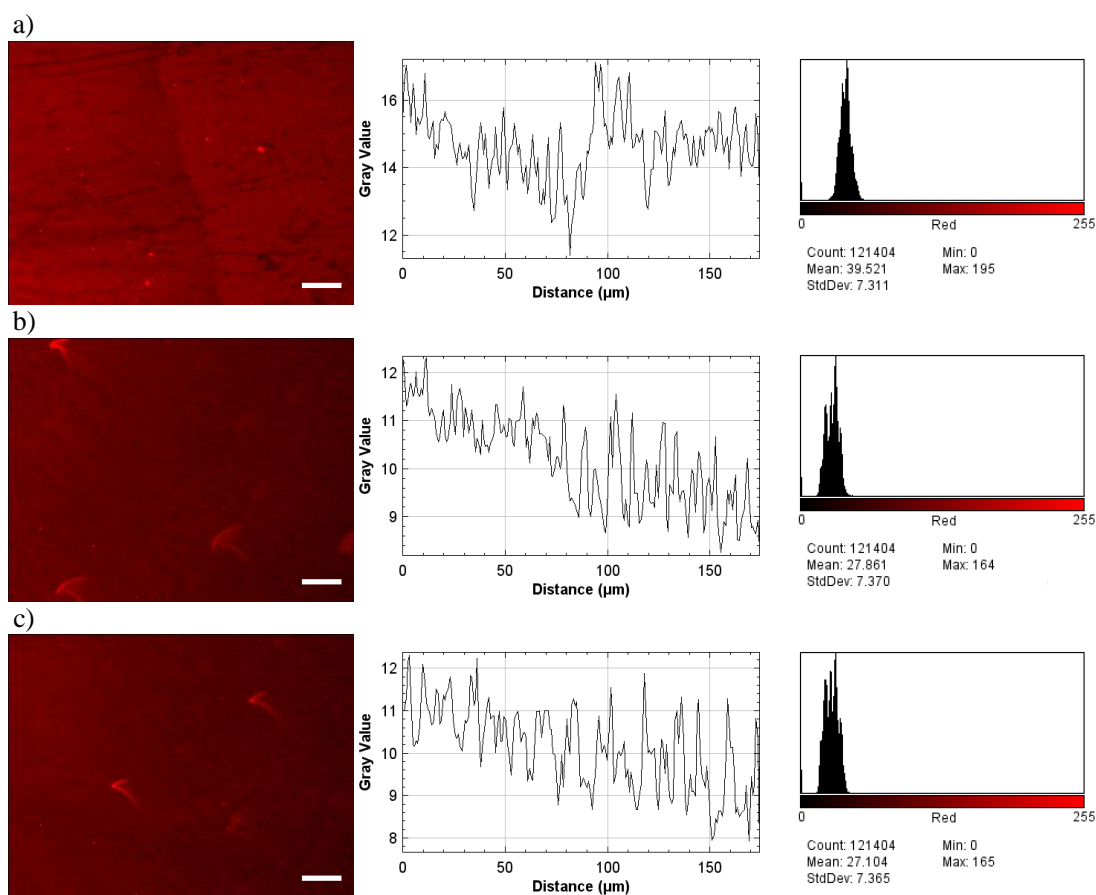 a)
Gray Value
16
14
12
0 50 100 150
Distance (µm)
0 255
Red
Count: 121404 Min: 0
Mean: 39.521 Max: 195
StdDev: 7.311
b)
Gray Value
12
11
10
9
0 50 100 150
Distance (µm)
0 255
Red
Count: 121404 Min: 0
Mean: 27.861 Max: 164
StdDev: 7.370
c)
Gray Value
12
11
10
9
8
0 50 100 150
Distance (µm)
0 255
Red
Count: 121404 Min: 0
Mean: 27.104 Max: 165
StdDev: 7.365